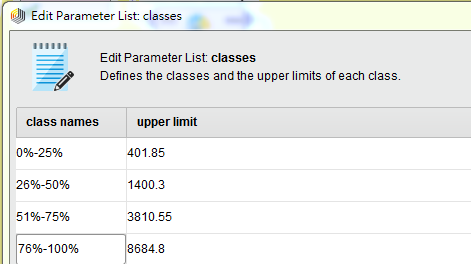 Edit Parameter List: classes
Edit Parameter List: classes
Defines the classes and the upper limits of each class.
class names upper limit
0%-25% 401.85
26%-50% 1400.3
51%-75% 3810.55
76%-100% 8684.8